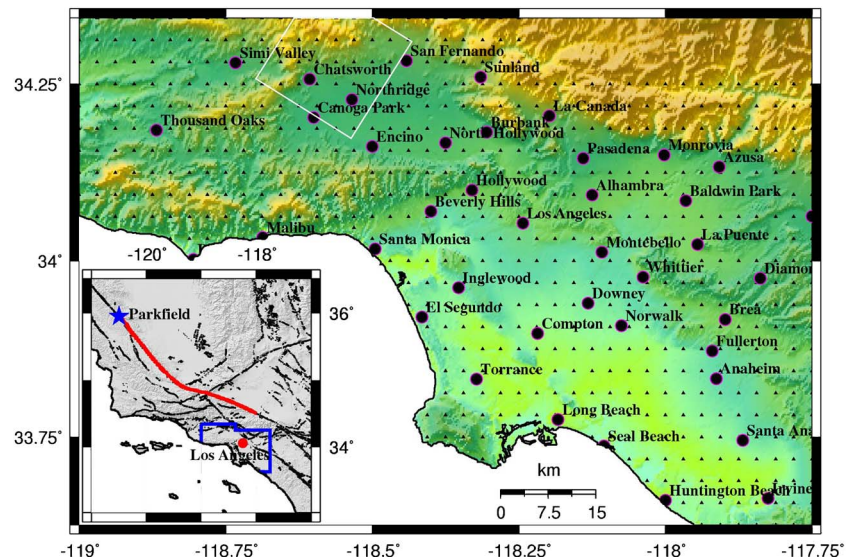 Simi Valley
San Fernando
Chatsworth
Sunland
34.25°
Northridge
Canoga Park
La Canada
Thousand Oaks
Burbank
Encino
North Hollywood
Pasadena
Monrovia
Azusa
Hollywood
Alhambra
Baldwin Park
Beverly Hills
Los Angeles
Malibu
-120°
-118°
Santa Monica
Montebello
La Puente
34°
Whittier
Inglewood
36°
Parkfield
El Segundo
Downey
Brea
Compton
Norwalk
Fullerton
Torrance
Anaheim
Long Beach
33.75°
34°
Los Angeles
Seal Beach
Santa Ana
km
Huntington Beach
Irvine
0
7.5
15
-119°
-118.75°
-118.5°
-118.25°
-118°
-117.75°